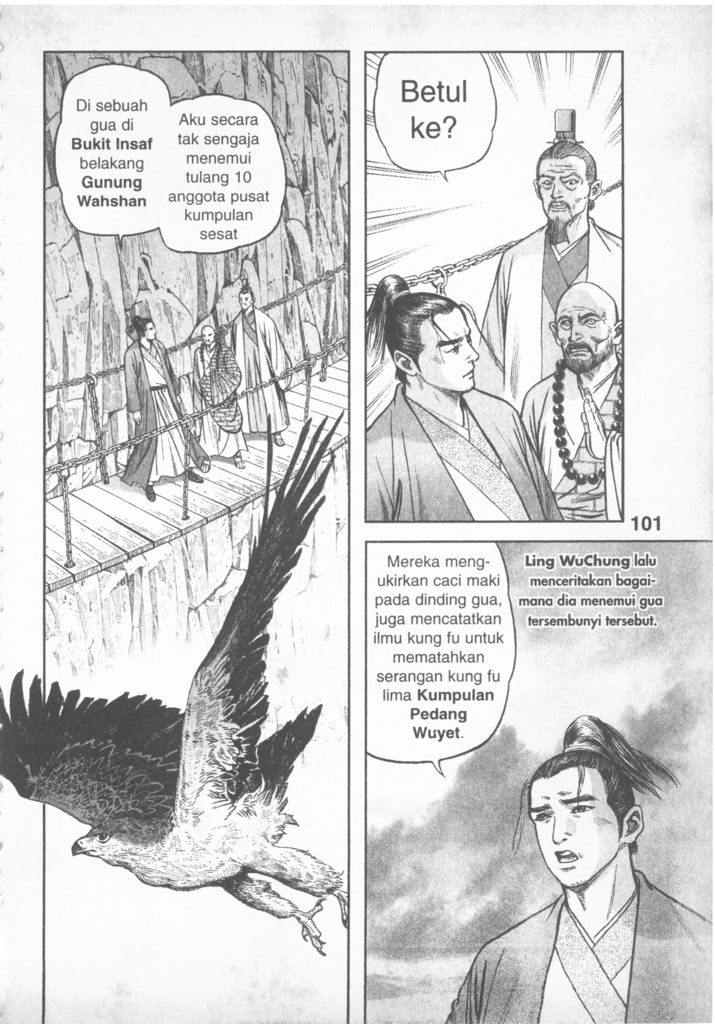 Di sebuah
gua di
Bukit Insaf
belakang
Gunung
Wahshan
Aku secara
tak sengaja
menemui
tulang 10
anggota pusat
kumpulan
sesat
Betul
ke?
101
Mereka meng-
ukirkan caci maki
pada dinding gua,
juga mencatatkan
ilmu kung fu untuk
mematahkan
serangan kung fu
lima Kumpulan
Pedang
Wuyet.
Ling WuChung lalu
menceritakan bagai-
mana dia menemui gua
tersembunyi tersebut.